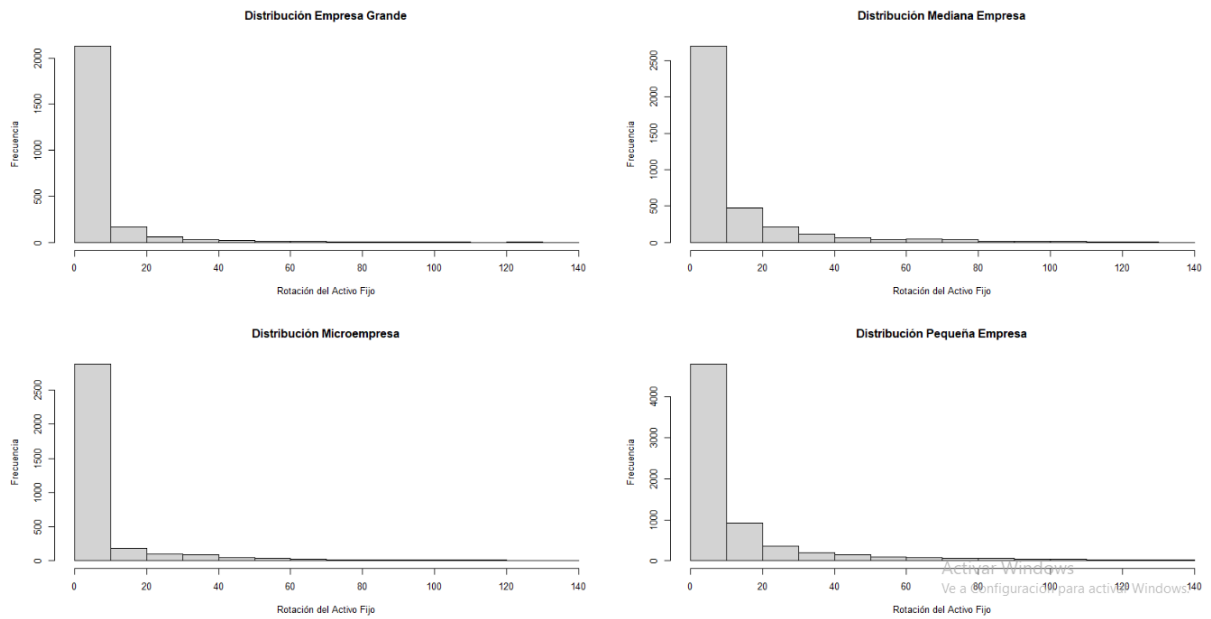 Distribución Empresa Grande
Frecuencia
2000
1500
1000
500
0
0 20 40 60 80 100 120 140
Rotación del Activo Fijo
Distribución Mediana Empresa
Frecuencia
2500
2000
1500
1000
500
0
0 20 40 60 80 100 120 140
Rotación del Activo Fijo
Distribución Microempresa
Frecuencia
2500
2000
1500
1000
500
0
0 20 40 60 80 100 120 140
Rotación del Activo Fijo
Distribución Pequeña Empresa
Frecuencia
4000
3000
2000
1000
0
0 20 40 60 80 100 120 140
Rotación del Activo Fijo
Activar Windows
Ve a Configuración para activar Windows.